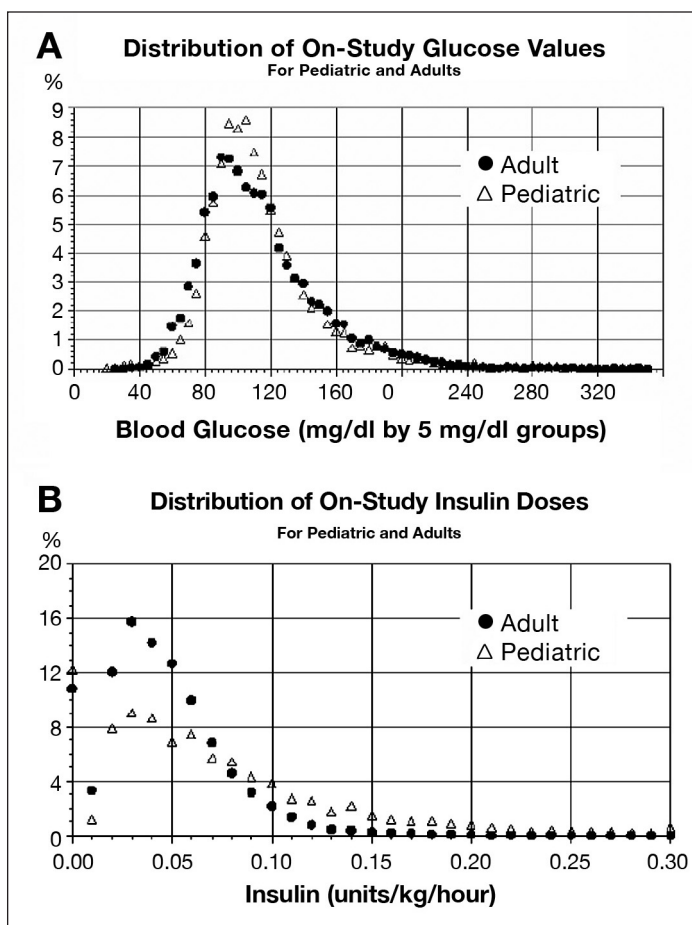 A
Distribution of On-Study Glucose Values
For Pediatric and Adults
%
9
8
7
6
5
4
3
2
1
0
Adult
Pediatric
0 40 80 120 160 0 240 280 320
Blood Glucose (mg/dl by 5 mg/dl groups)
B
Distribution of On-Study Insulin Doses
For Pediatric and Adults
%
20
16
12
8
4
0
Adult
Pediatric
0.00 0.05 0.10 0.15 0.20 0.25 0.30
Insulin (units/kg/hour)